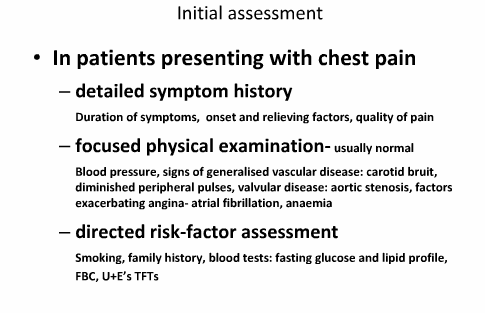 Initial assessment
• In patients presenting with chest pain
– detailed symptom history
Duration of symptoms, onset and relieving factors, quality of pain
– focused physical examination- usually normal
Blood pressure, signs of generalised vascular disease: carotid bruit,
diminished peripheral pulses, valvular disease: aortic stenosis, factors
exacerbating angina- atrial fibrillation, anaemia
– directed risk-factor assessment
Smoking, family history, blood tests: fasting glucose and lipid profile,
FBC, U+E's TFTs